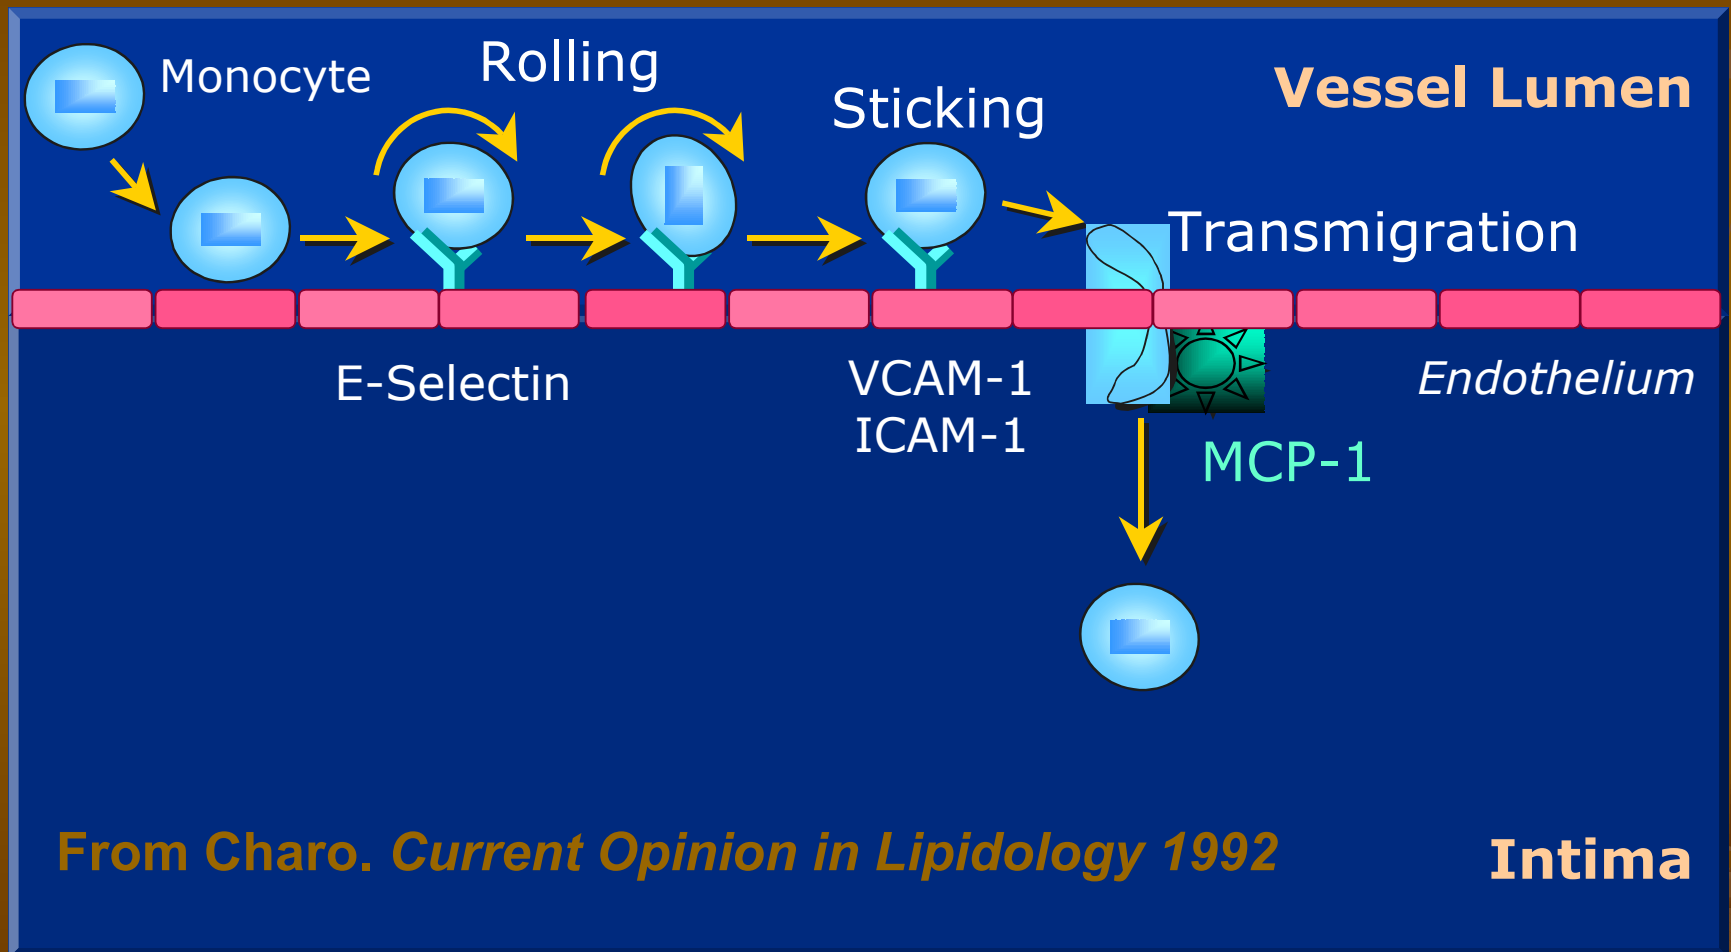 Monocyte
Rolling
Sticking
Vessel Lumen
Transmigration
E-Selectin
VCAM-1
ICAM-1
Endothelium
MCP-1
From Charo. Current Opinion in Lipidology 1992
Intima